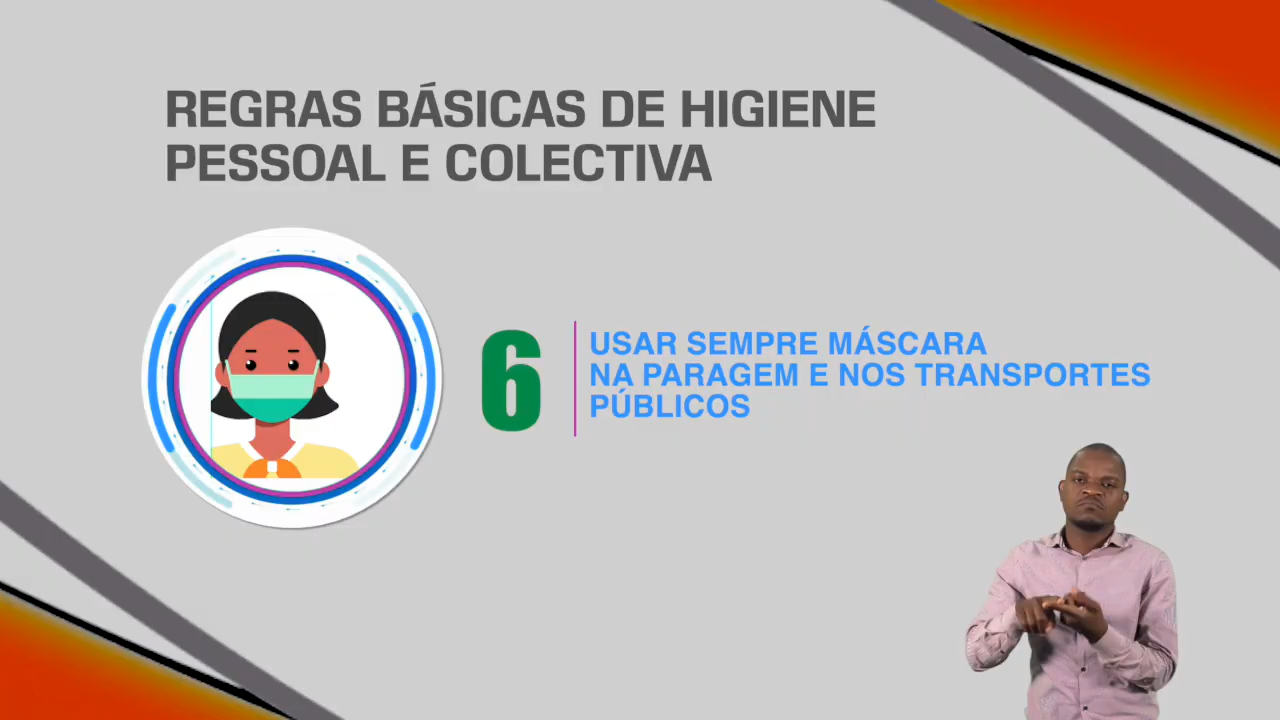 REGRAS BÁSICAS DE HIGIENE
PESSOAL E COLECTIVA
6
USAR SEMPRE MÁSCARA
NA PARAGEM E NOS TRANSPORTES
PÚBLICOS